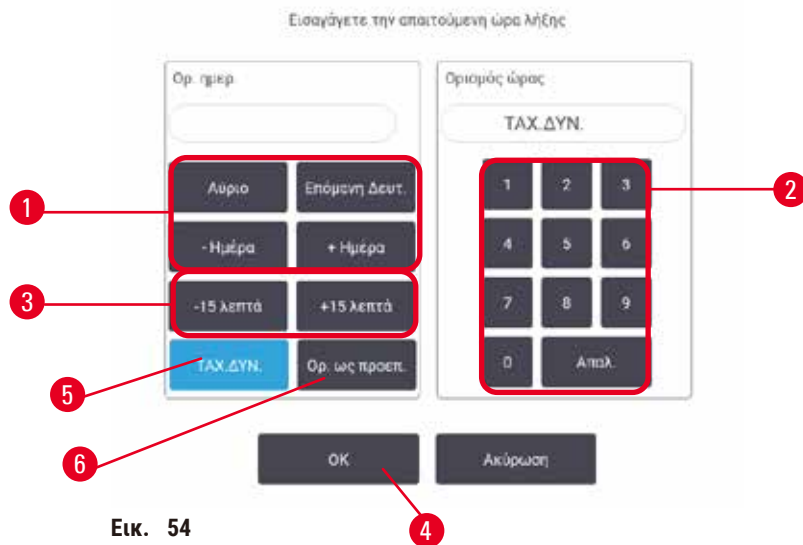 Εισαγάγετε την απαιτούμενη ώρα λήξης
Ορ. ημερ
Ορισμός ώρας
ΤΑΧ.ΔΥΝ.
Αύριο
Επόμενη Δευτ.
- Ημέρα
+ Ημέρα
-15 λεπτά
+15 λεπτά
ΤΑΧ.ΔΥΝ.
Ορ. ως προεπ.
1 2 3
4 5 6
7 8 9
0 Απαλ.
OK
Ακύρωση
1
2
3
5
6
4
Εικ. 54